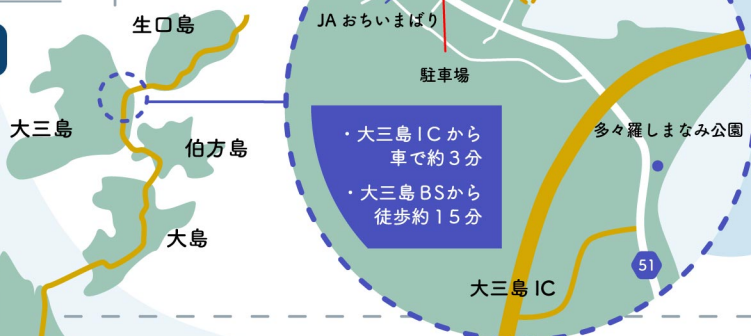 生口島
JA おちいまばり
駐車場
大三島
伯方島
・大三島ICから
車で約3分
・大三島BSから
徒歩約15分
多々羅しまなみ公園
大島
51
大三島 IC